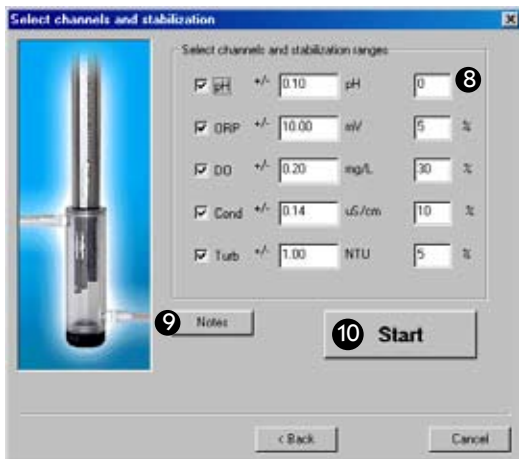 Select channels and stabilization
Select channels and stabilization ranges
pH +/- 0.10 pH 0 8
ORP +/- 10.00 mV 5 %
DO +/- 0.20 mg/L 30 %
Cond +/- 0.14 uS/cm 10 %
Turb +/- 1.00 NTU 5 %
9 Notes
10 Start
< Back Cancel